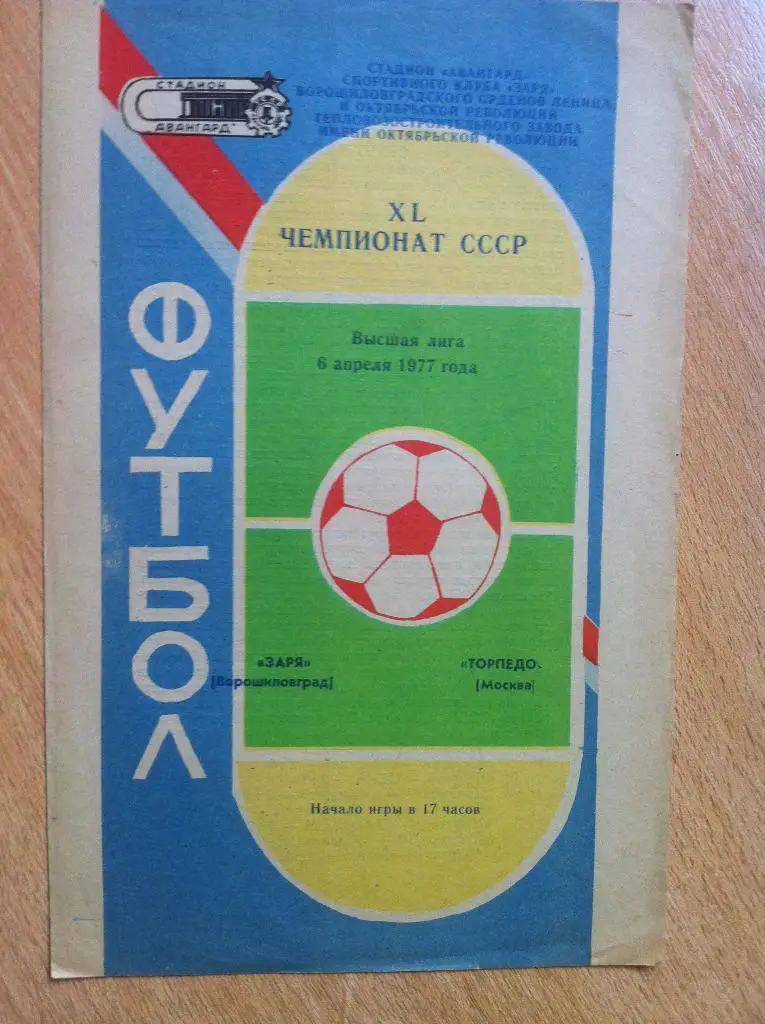 СТАДИОН
„АВАНГАРД"
СТАДИОН «АВАНГАРД»
СПОРТИВНОГО КЛУБА «ЗАРЯ»
ВОРОШИЛОВГРАДСКОГО ОРДЕНОВ ЛЕНИНА
И ОКТЯБРЬСКОЙ РЕВОЛЮЦИИ
ТЕПЛОВОЗОСТРОИТЕЛЬНОГО ЗАВОДА
ИМЕНИ ОКТЯБРЬСКОЙ РЕВОЛЮЦИИ
XL
ЧЕМПИОНАТ СССР
ФУТБОЛ
Высшая лига
6 апреля 1977 года
«ЗАРЯ»
[Ворошиловград]
«ТОРПЕДО»
[Москва]
Начало игры в 17 часов